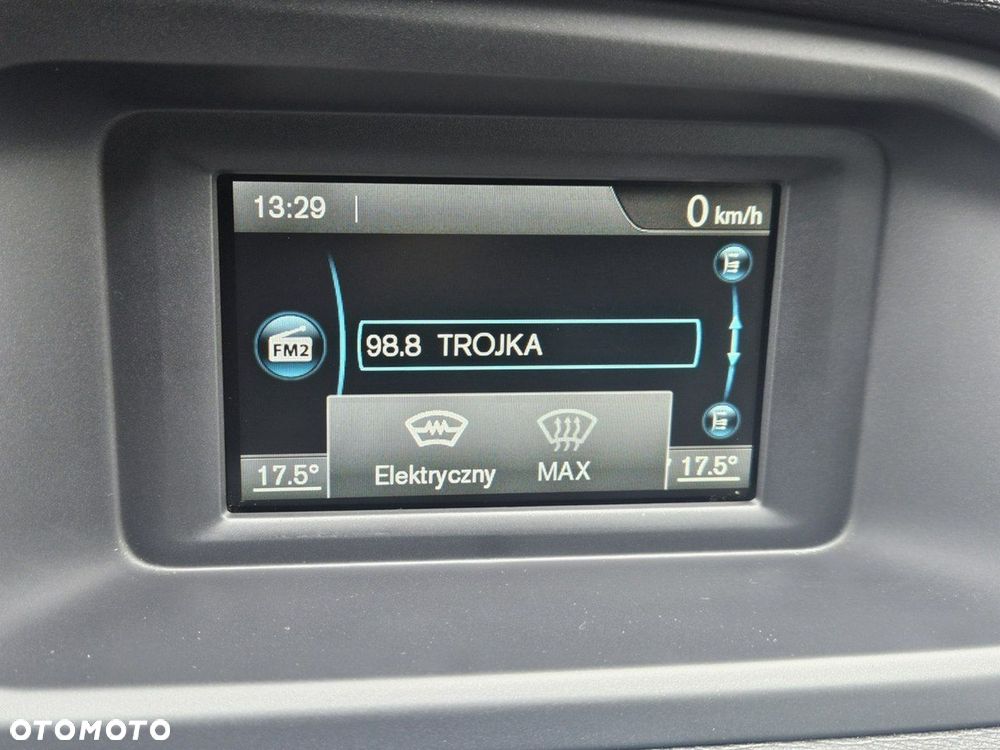 13:29
0 km/h
FM2
98.8 TROJKA
Elektryczny MAX
17.5°
17.5°
OTOMOTO